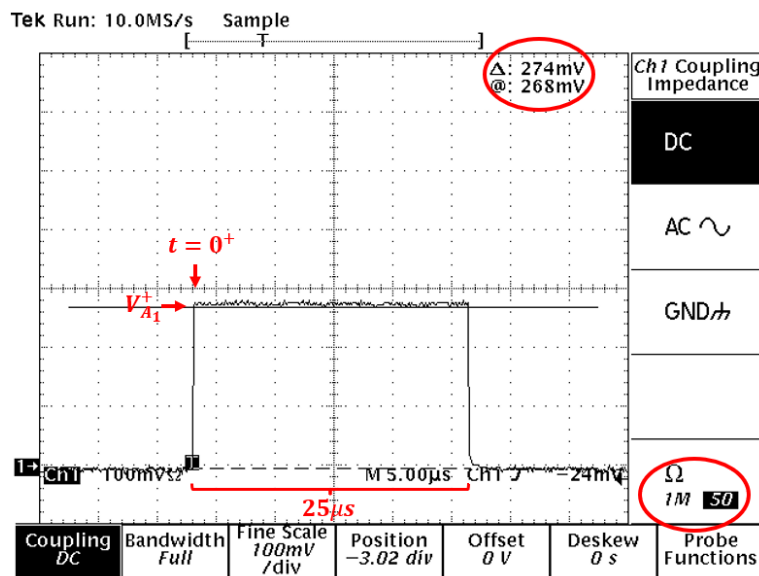 Tek Run: 10.0MS/s Sample
T
Δ: 274mV
@: 268mV
Ch1 Coupling
Impedance
DC
AC
GND
t = 0⁺
V⁺A₁
1→
T
Ch1 100mVΩ M 5.00µs Ch1 −24mV
25µs
Ω
1M 50
Coupling
DC
Bandwidth
Full
Fine Scale
100mV
/div
Position
−3.02 div
Offset
0 V
Deskew
0 s
Probe
Functions